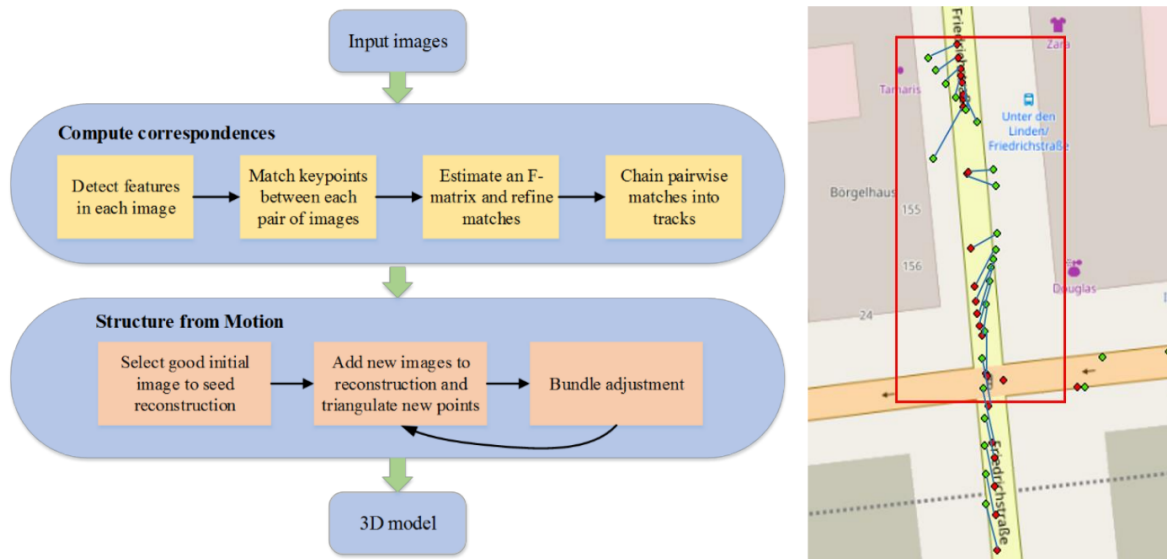 Input images
Compute correspondences
Detect features
in each image
Match keypoints
between each
pair of images
Estimate an F-
matrix and refine
matches
Chain pairwise
matches into
tracks
Structure from Motion
Select good initial
image to seed
reconstruction
Add new images to
reconstruction and
triangulate new points
Bundle adjustment
3D model
Zara
Tamaris
Unter den
Linden/
Friedrichstraße
Börgelhaus
155
156
Douglas
24
Friedrichstraße